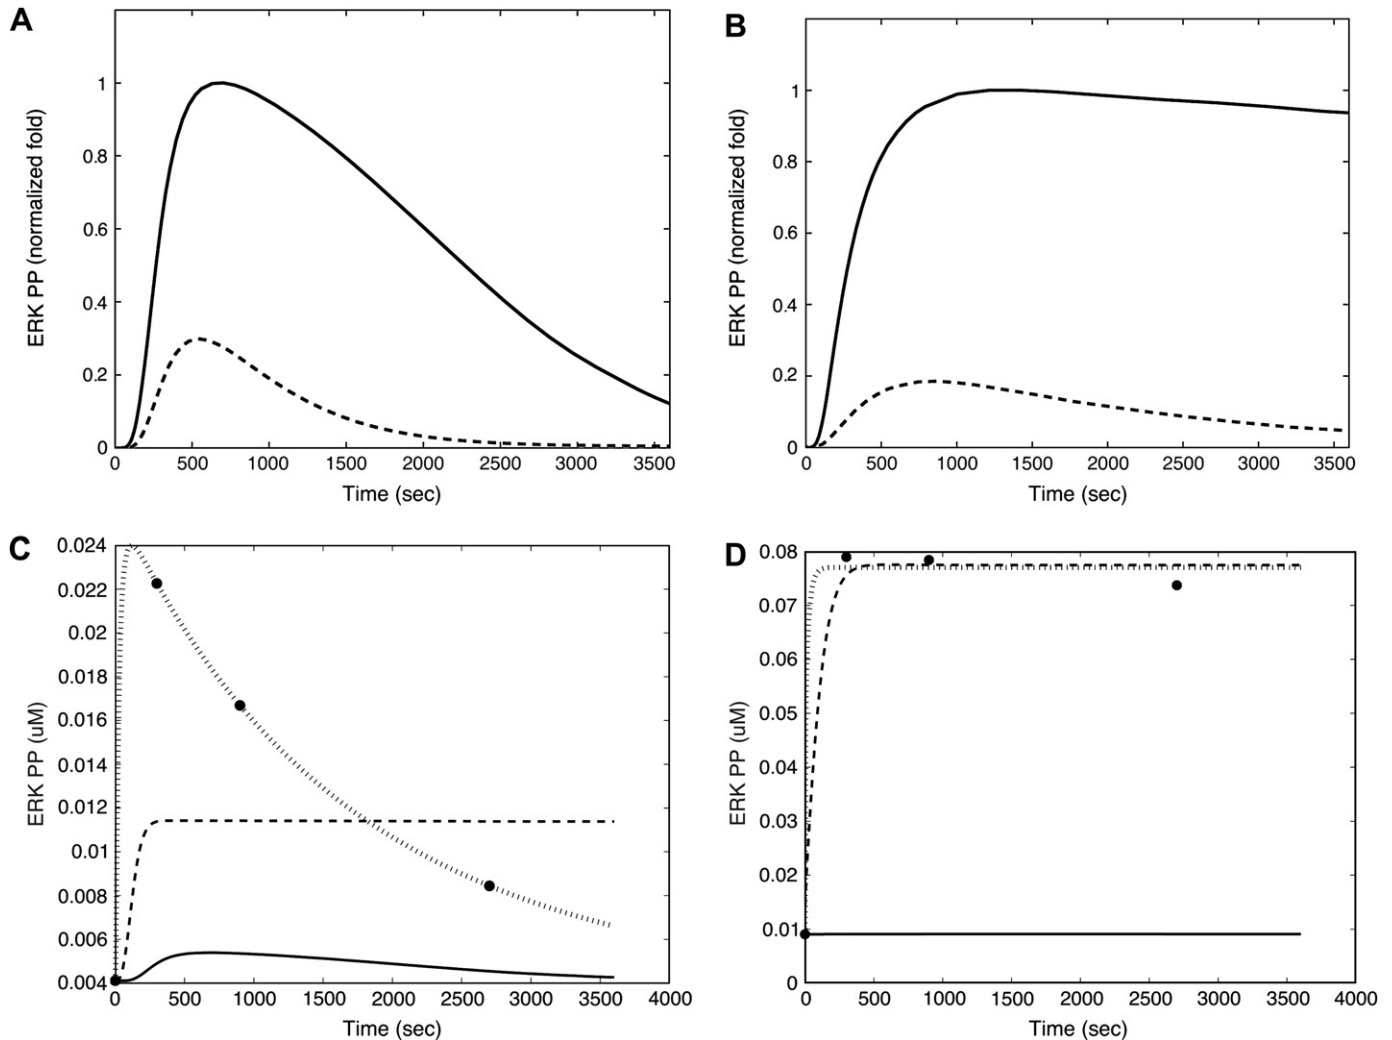 A
ERK PP (normalized fold)
1
0.8
0.6
0.4
0.2
0
0 500 1000 1500 2000 2500 3000 3500
Time (sec)
B
ERK PP (normalized fold)
1
0.8
0.6
0.4
0.2
0
0 500 1000 1500 2000 2500 3000 3500
Time (sec)
C
ERK PP (uM)
0.024
0.022
0.02
0.018
0.016
0.014
0.012
0.01
0.008
0.006
0.004
0 500 1000 1500 2000 2500 3000 3500 4000
Time (sec)
D
ERK PP (uM)
0.08
0.07
0.06
0.05
0.04
0.03
0.02
0.01
0
0 500 1000 1500 2000 2500 3000 3500 4000
Time (sec)